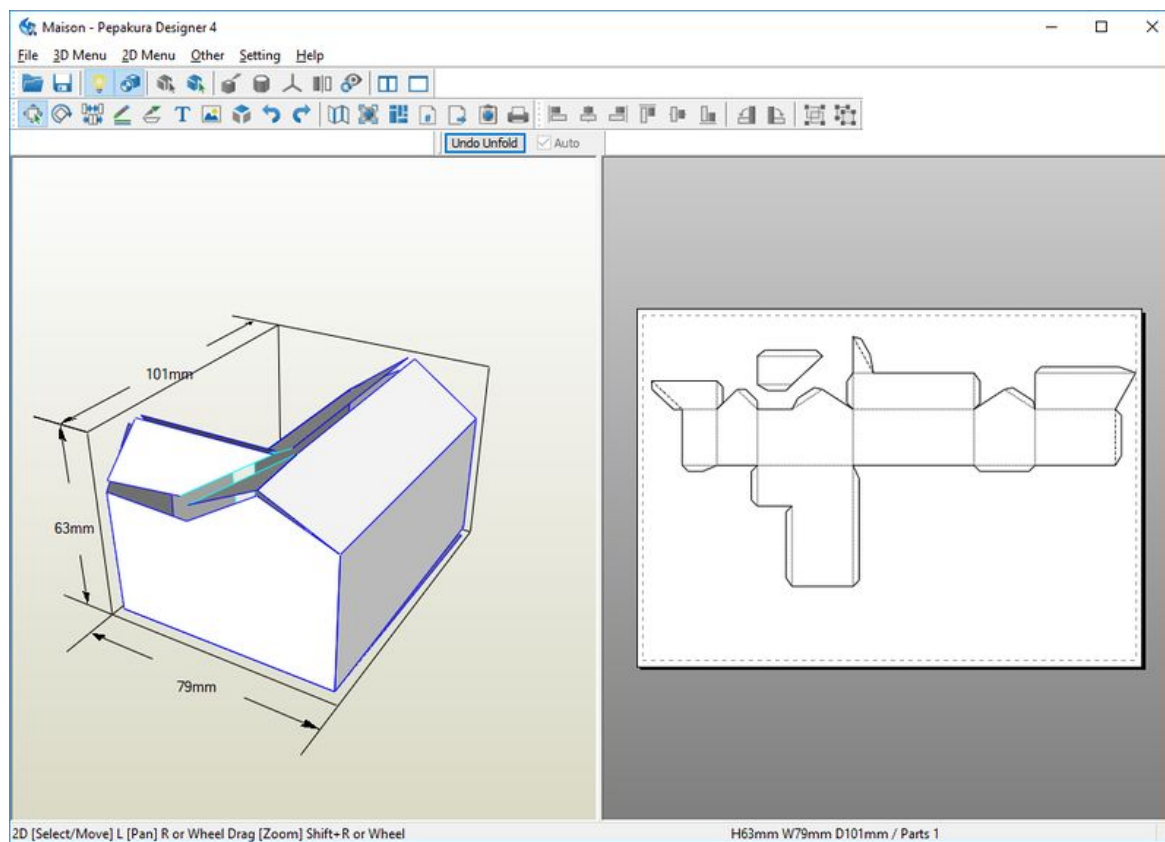 Maison - Pepakura Designer 4
File 3D Menu 2D Menu Other Setting Help
T
Undo Unfold Auto
101mm
63mm
79mm
2D [Select/Move] L [Pan] R or Wheel Drag [Zoom] Shift+R or Wheel H63mm W79mm D101mm / Parts 1